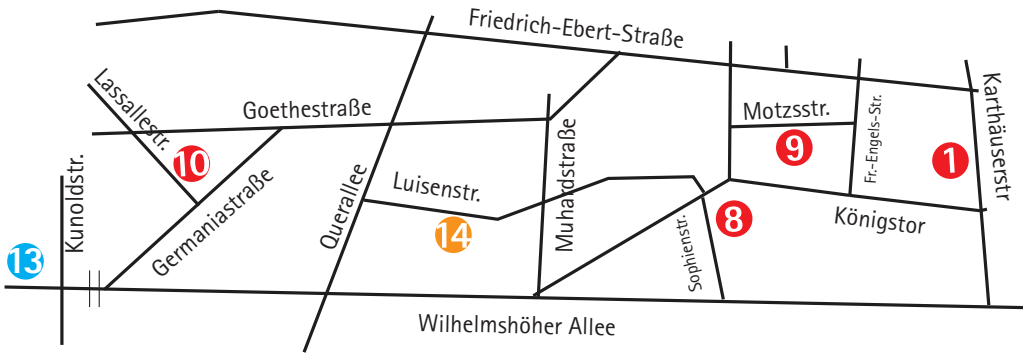 Friedrich-Ebert-Straße
Lassallestr.
Goethestraße
Motzsstr.
Karthäuserstr
Fr.-Engels-Str.
10
9
1
Kunoldstr.
Germaniastraße
Querallee
Luisenstr.
14
Muhardstraße
Sophienstr.
8
Königstor
13
Wilhelmshöher Allee